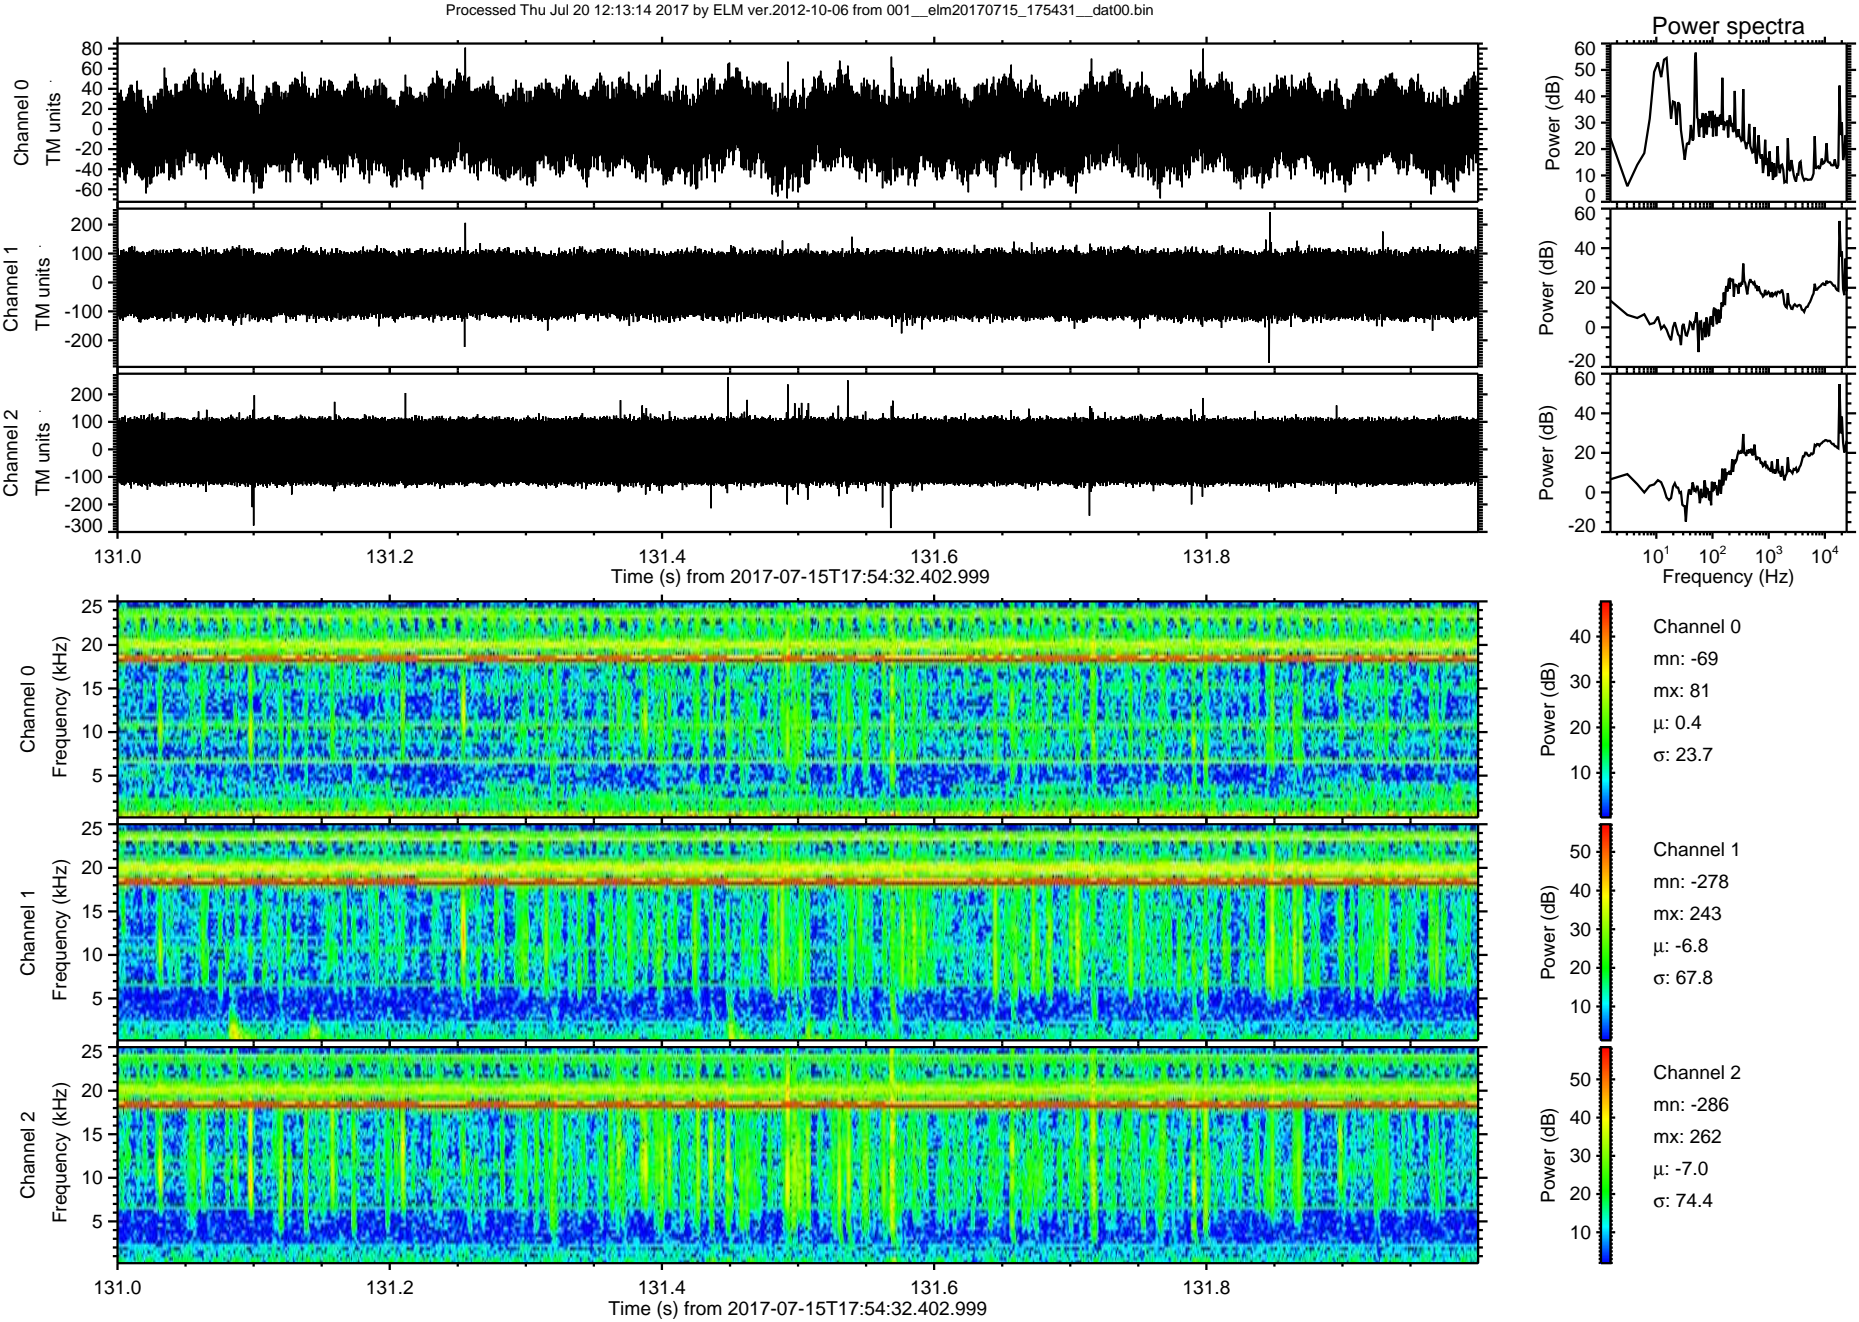 Processed Thu Jul 20 12:13:14 2017 by ELM ver.2012-10-06 from 001__elm20170715_175431__dat00.bin
Power spectra
Channel 0
TM units
80
60
40
20
0
-20
-40
-60
Power (dB)
60
50
40
30
20
10
0
Channel 1
TM units
200
100
0
-100
-200
Power (dB)
60
40
20
0
-20
Channel 2
TM units
200
100
0
-100
-200
-300
Power (dB)
60
40
20
0
-20
131.0 131.2 131.4 131.6 131.8
Time (s) from 2017-07-15T17:54:32.402.999
10^1 10^2 10^3 10^4
Frequency (Hz)
Channel 0
Frequency (kHz)
25
20
15
10
5
Power (dB)
40
30
20
10
Channel 0
mn: -69
mx: 81
μ: 0.4
σ: 23.7
Channel 1
Frequency (kHz)
25
20
15
10
5
Power (dB)
50
40
30
20
10
Channel 1
mn: -278
mx: 243
μ: -6.8
σ: 67.8
Channel 2
Frequency (kHz)
25
20
15
10
5
Power (dB)
50
40
30
20
10
Channel 2
mn: -286
mx: 262
μ: -7.0
σ: 74.4
131.0 131.2 131.4 131.6 131.8
Time (s) from 2017-07-15T17:54:32.402.999